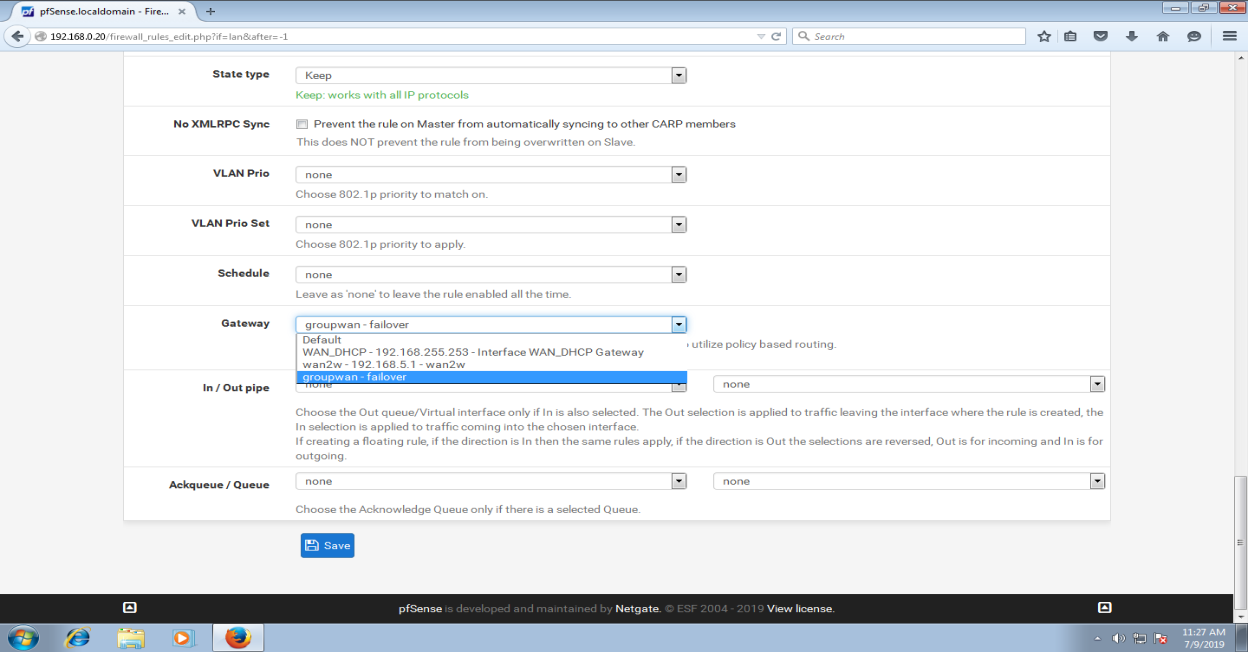 pfSense.localdomain - Fire...
192.168.0.20/firewall_rules_edit.php?if=lan&after=-1
Search
State type
Keep
Keep: works with all IP protocols
No XMLRPC Sync
Prevent the rule on Master from automatically syncing to other CARP members
This does NOT prevent the rule from being overwritten on Slave.
VLAN Prio
none
Choose 802.1p priority to match on.
VLAN Prio Set
none
Choose 802.1p priority to apply.
Schedule
none
Leave as 'none' to leave the rule enabled all the time.
Gateway
groupwan - failover
Default
WAN_DHCP - 192.168.255.253 - Interface WAN_DHCP Gateway
wan2w - 192.168.5.1 - wan2w
groupwan - failover
utilize policy based routing.
In / Out pipe
none
none
Choose the Out queue/Virtual interface only if In is also selected. The Out selection is applied to traffic leaving the interface where the rule is created, the
In selection is applied to traffic coming into the chosen interface.
If creating a floating rule, if the direction is In then the same rules apply, if the direction is Out the selections are reversed, Out is for incoming and In is for
outgoing.
Ackqueue / Queue
none
none
Choose the Acknowledge Queue only if there is a selected Queue.
Save
pfSense is developed and maintained by Netgate. © ESF 2004 - 2019 View license.
11:27 AM
7/9/2019